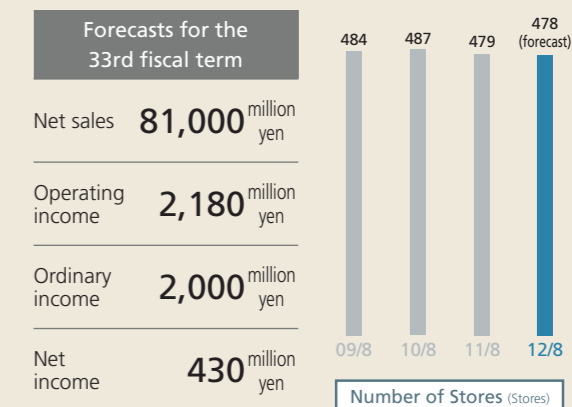 Forecasts for the
33rd fiscal term
Net sales 81,000 million yen
Operating income 2,180 million yen
Ordinary income 2,000 million yen
Net income 430 million yen
484 487 479 478 (forecast)
09/8 10/8 11/8 12/8
Number of Stores (Stores)